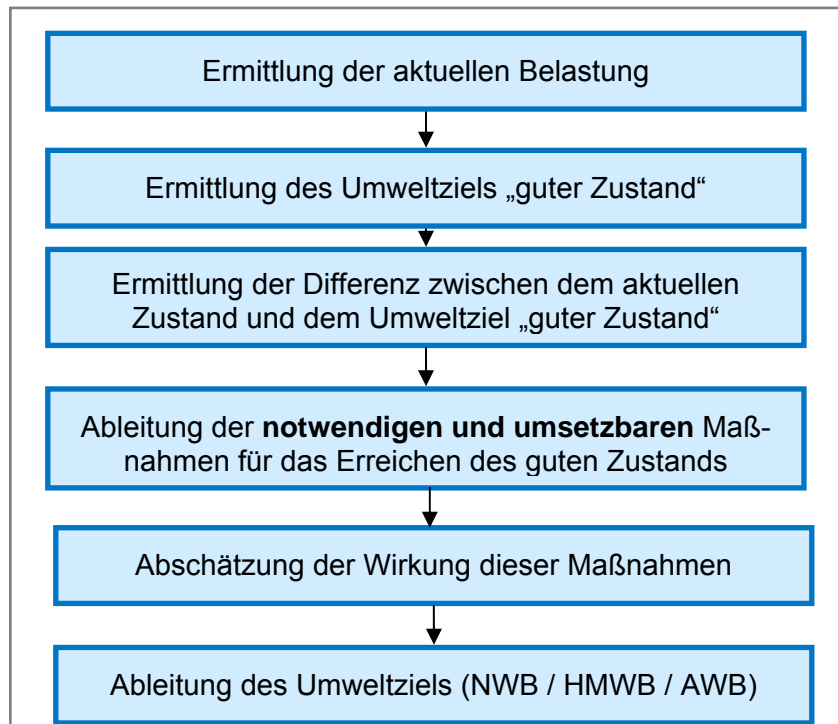 Ermittlung der aktuellen Belastung
Ermittlung des Umweltziels „guter Zustand“
Ermittlung der Differenz zwischen dem aktuellen
Zustand und dem Umweltziel „guter Zustand“
Ableitung der notwendigen und umsetzbaren Maß-
nahmen für das Erreichen des guten Zustands
Abschätzung der Wirkung dieser Maßnahmen
Ableitung des Umweltziels (NWB / HMWB / AWB)